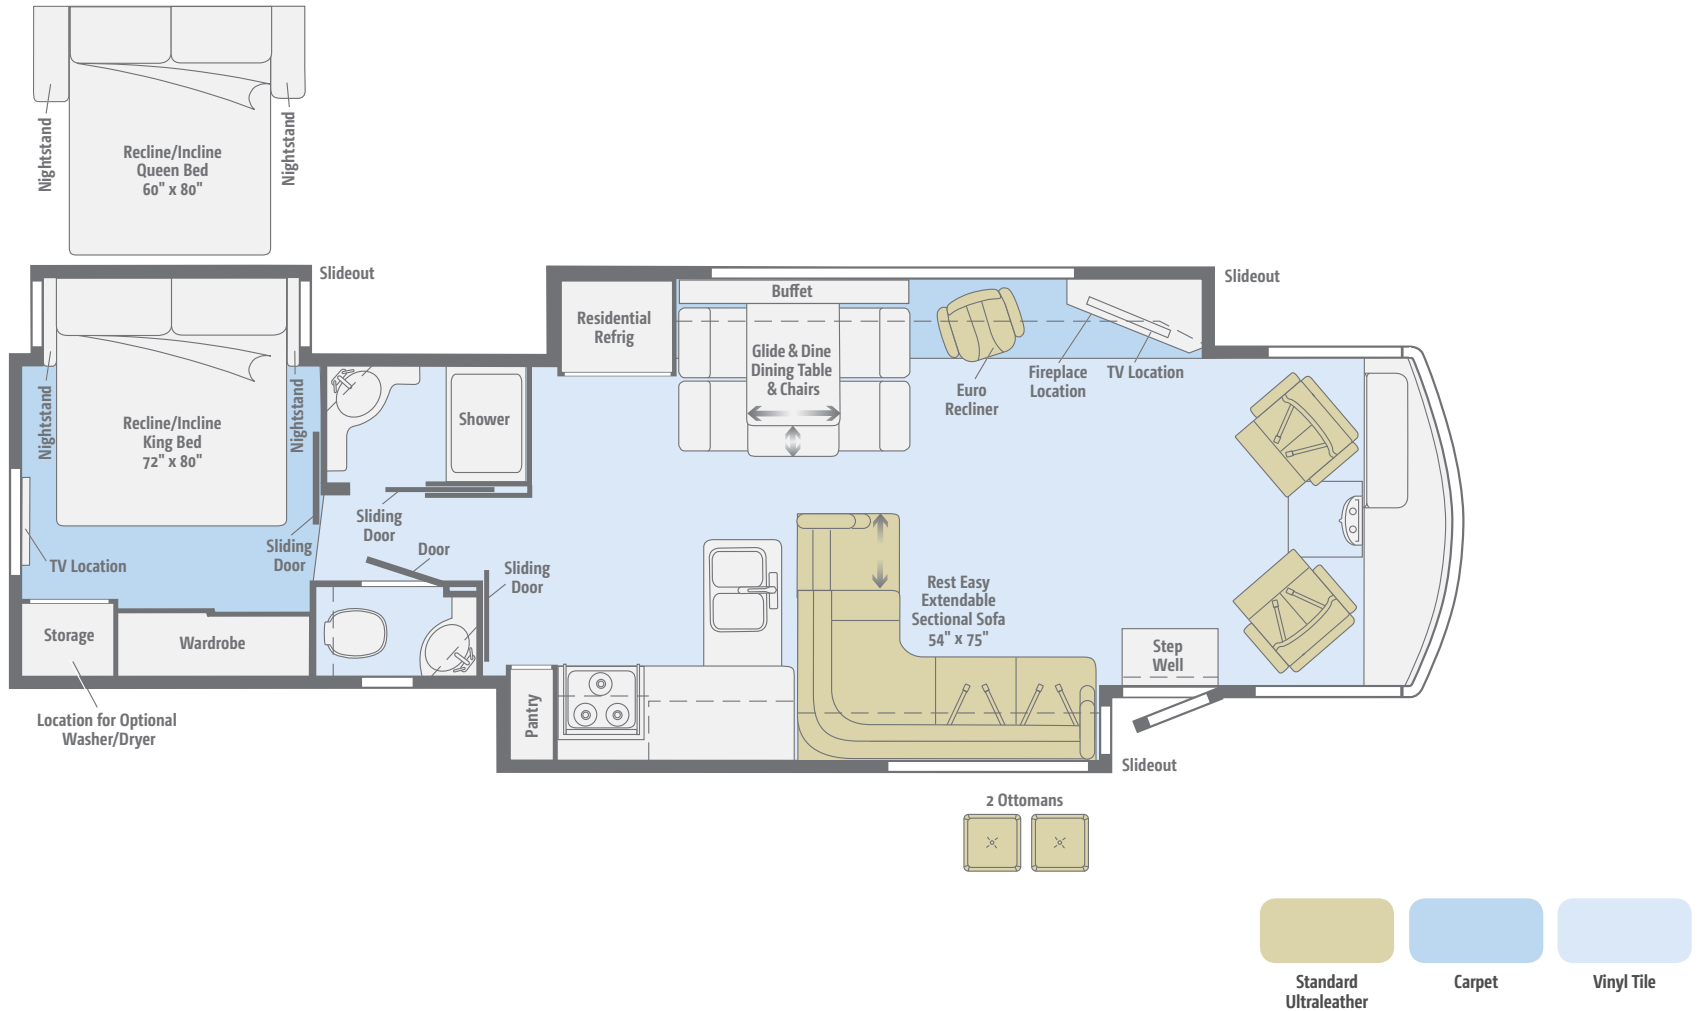 Nightstand
Nightstand
Recline/Incline
Queen Bed
60" x 80"
Slideout
Slideout
Buffet
Residential
Refrig
Glide & Dine
Dining Table
& Chairs
Euro
Recliner
Fireplace
Location
TV Location
Nightstand
Nightstand
Recline/Incline
King Bed
72" x 80"
Shower
Sliding
Door
Sliding
Door
Door
Sliding
Door
TV Location
Rest Easy
Extendable
Sectional Sofa
54" x 75"
Storage
Wardrobe
Step
Well
Pantry
Location for Optional
Washer/Dryer
Slideout
2 Ottomans
Standard
Ultraleather
Carpet
Vinyl Tile